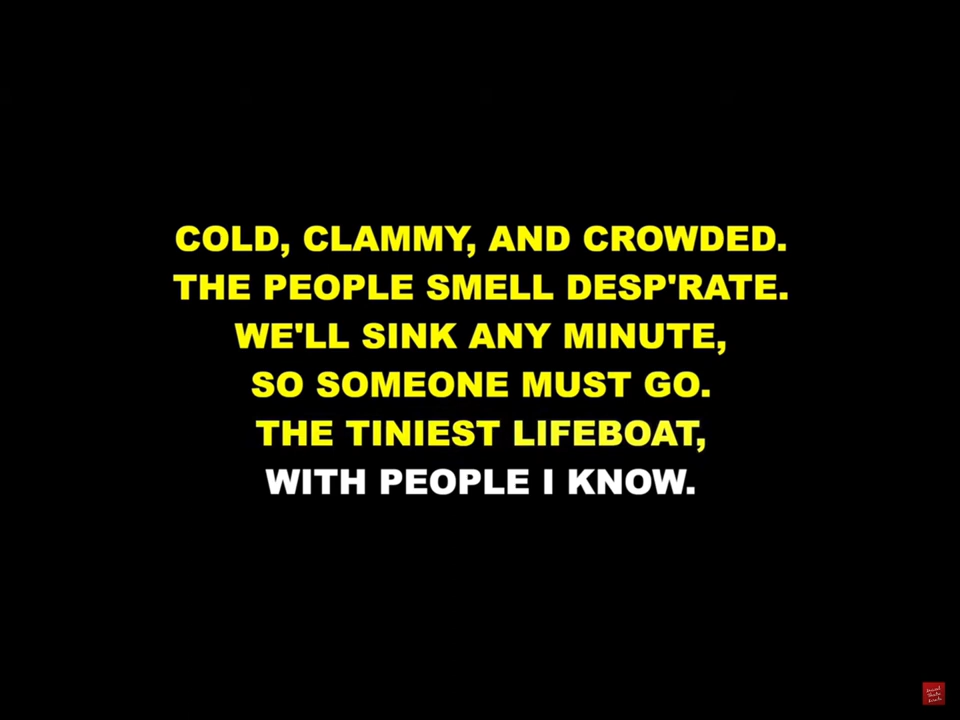 COLD, CLAMMY, AND CROWDED.
THE PEOPLE SMELL DESP'RATE.
WE'LL SINK ANY MINUTE,
SO SOMEONE MUST GO.
THE TINIEST LIFEBOAT,
WITH PEOPLE I KNOW.